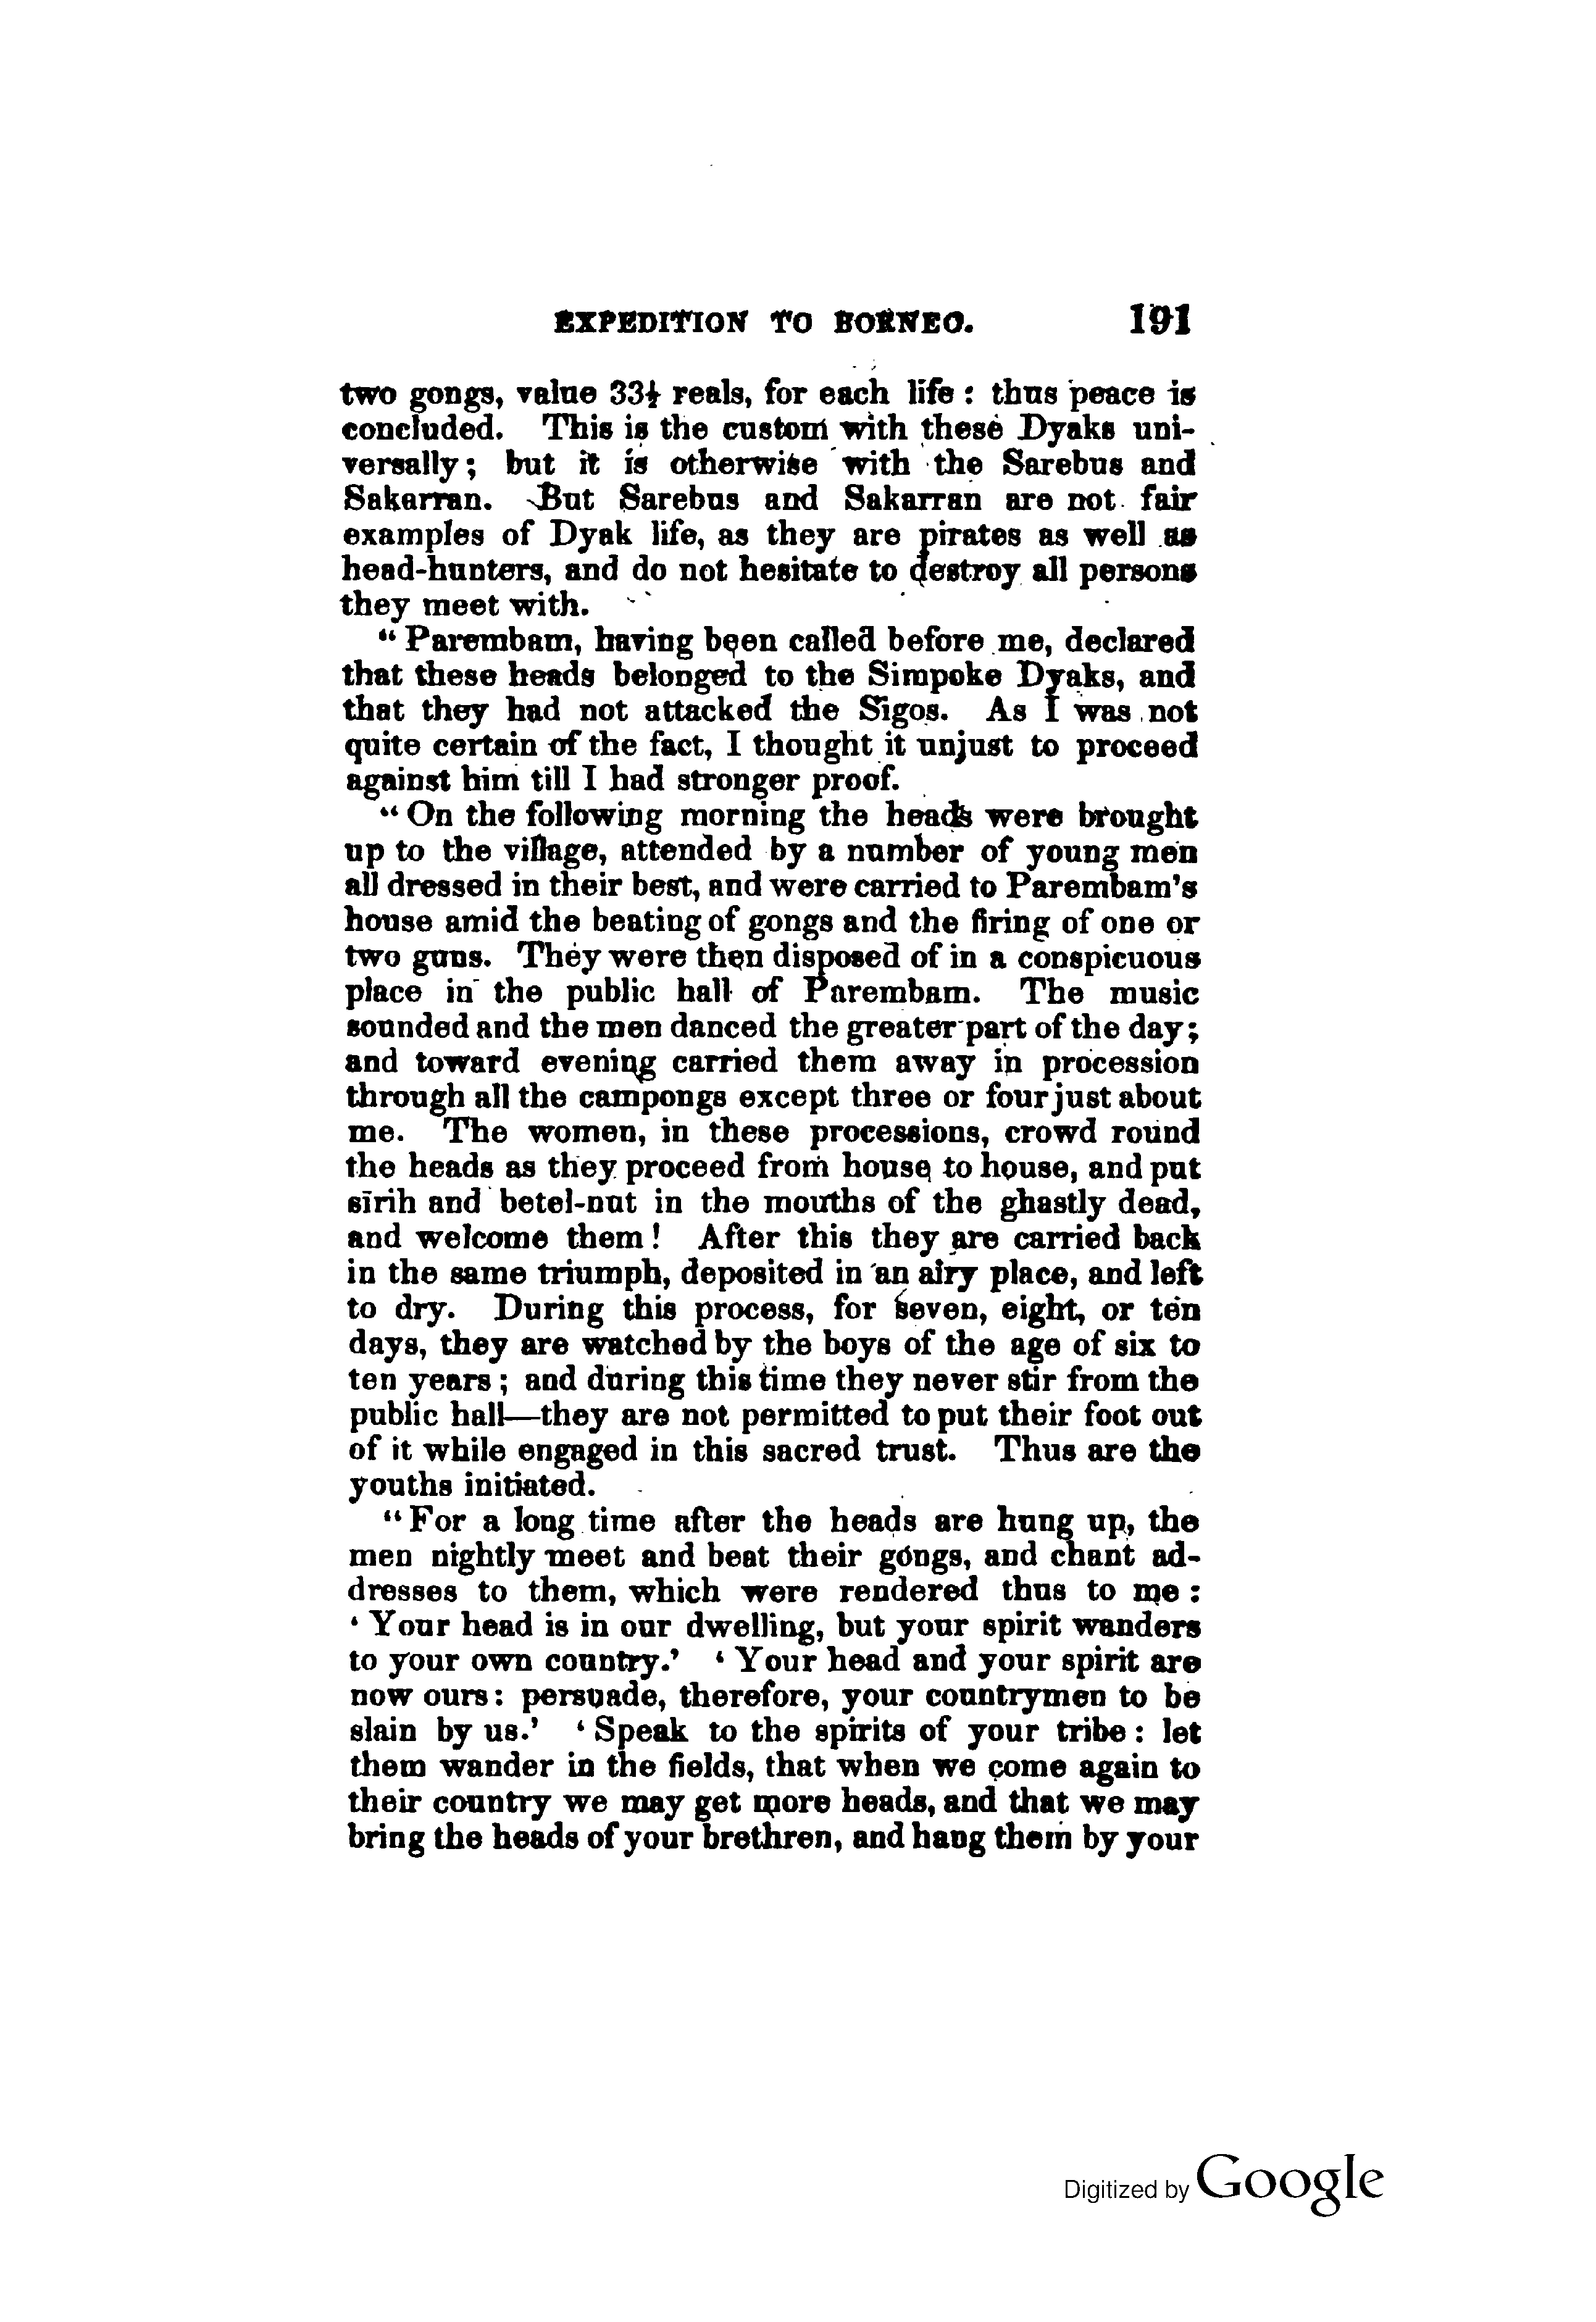 EXPEDITION TO BORNEO. 191
two gongs, value 33⅓ reals, for each life: thus peace is
concluded. This is the custom with these Dyaks uni-
versally; but it is otherwise with the Sarebus and
Sakarran. But Sarebus and Sakarran are not fair
examples of Dyak life, as they are pirates as well as
head-hunters, and do not hesitate to destroy all persons
they meet with.
“Parembam, having been called before me, declared
that these heads belonged to the Simpoke Dyaks, and
that they had not attacked the Sigos. As I was not
quite certain of the fact, I thought it unjust to proceed
against him till I had stronger proof.
“On the following morning the heads were brought
up to the village, attended by a number of young men
all dressed in their best, and were carried to Parembam's
house amid the beating of gongs and the firing of one or
two guns. They were then disposed of in a conspicuous
place in the public hall of Parembam. The music
sounded and the men danced the greater part of the day;
and toward evening carried them away in procession
through all the campongs except three or four just about
me. The women, in these processions, crowd round
the heads as they proceed from house to house, and put
sirih and betel-nut in the mouths of the ghastly dead,
and welcome them! After this they are carried back
in the same triumph, deposited in an airy place, and left
to dry. During this process, for seven, eight, or ten
days, they are watched by the boys of the age of six to
ten years; and during this time they never stir from the
public hall—they are not permitted to put their foot out
of it while engaged in this sacred trust. Thus are the
youths initiated.
“For a long time after the heads are hung up, the
men nightly meet and beat their gongs, and chant ad-
dresses to them, which were rendered thus to me:
‘Your head is in our dwelling, but your spirit wanders
to your own country.’ ‘Your head and your spirit are
now ours: persuade, therefore, your countrymen to be
slain by us.’ ‘Speak to the spirits of your tribe: let
them wander in the fields, that when we come again to
their country we may get more heads, and that we may
bring the heads of your brethren, and hang them by your
Digitized by Google